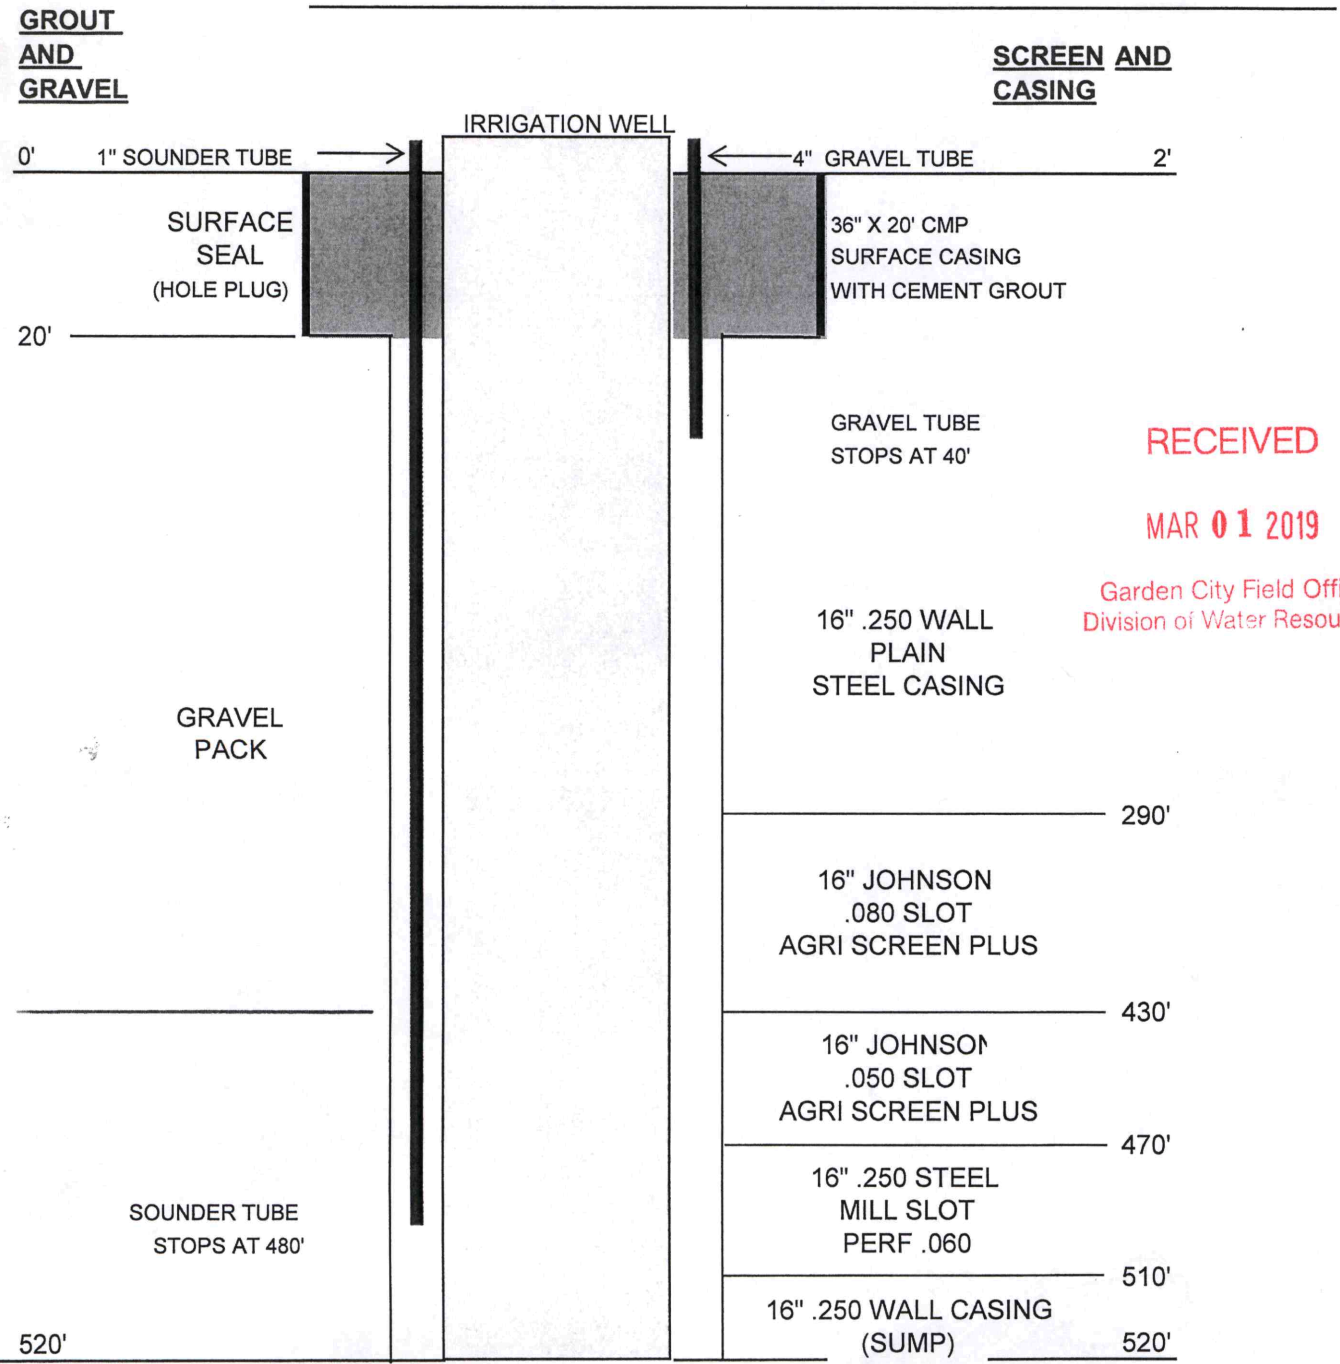 GROUT
AND
GRAVEL
SCREEN AND
CASING
IRRIGATION WELL
0'
1" SOUNDER TUBE
4" GRAVEL TUBE
2'
SURFACE
SEAL
(HOLE PLUG)
36" X 20' CMP
SURFACE CASING
WITH CEMENT GROUT
20'
GRAVEL TUBE
STOPS AT 40'
RECEIVED
MAR 01 2019
Garden City Field Offi
Division of Water Resou
16" .250 WALL
PLAIN
STEEL CASING
GRAVEL
PACK
290'
16" JOHNSON
.080 SLOT
AGRI SCREEN PLUS
430'
16" JOHNSON
.050 SLOT
AGRI SCREEN PLUS
470'
16" .250 STEEL
MILL SLOT
PERF .060
SOUNDER TUBE
STOPS AT 480'
510'
16" .250 WALL CASING
(SUMP)
520'
520'